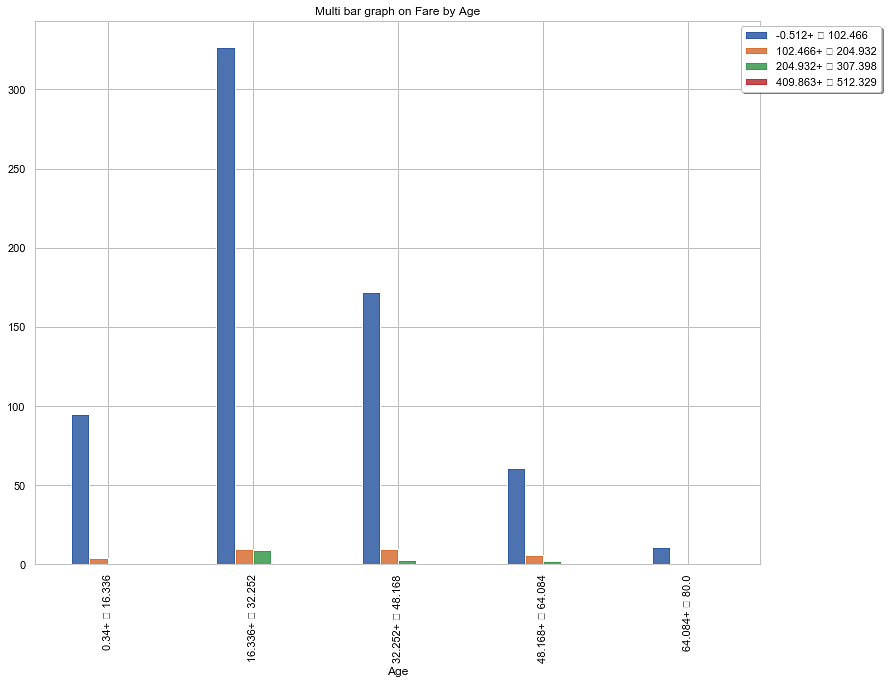 Multi bar graph on Fare by Age
-0.512+ □ 102.466
102.466+ □ 204.932
204.932+ □ 307.398
409.863+ □ 512.329
300
250
200
150
100
50
0
0.34+ □ 16.336
16.336+ □ 32.252
32.252+ □ 48.168
48.168+ □ 64.084
64.084+ □ 80.0
Age